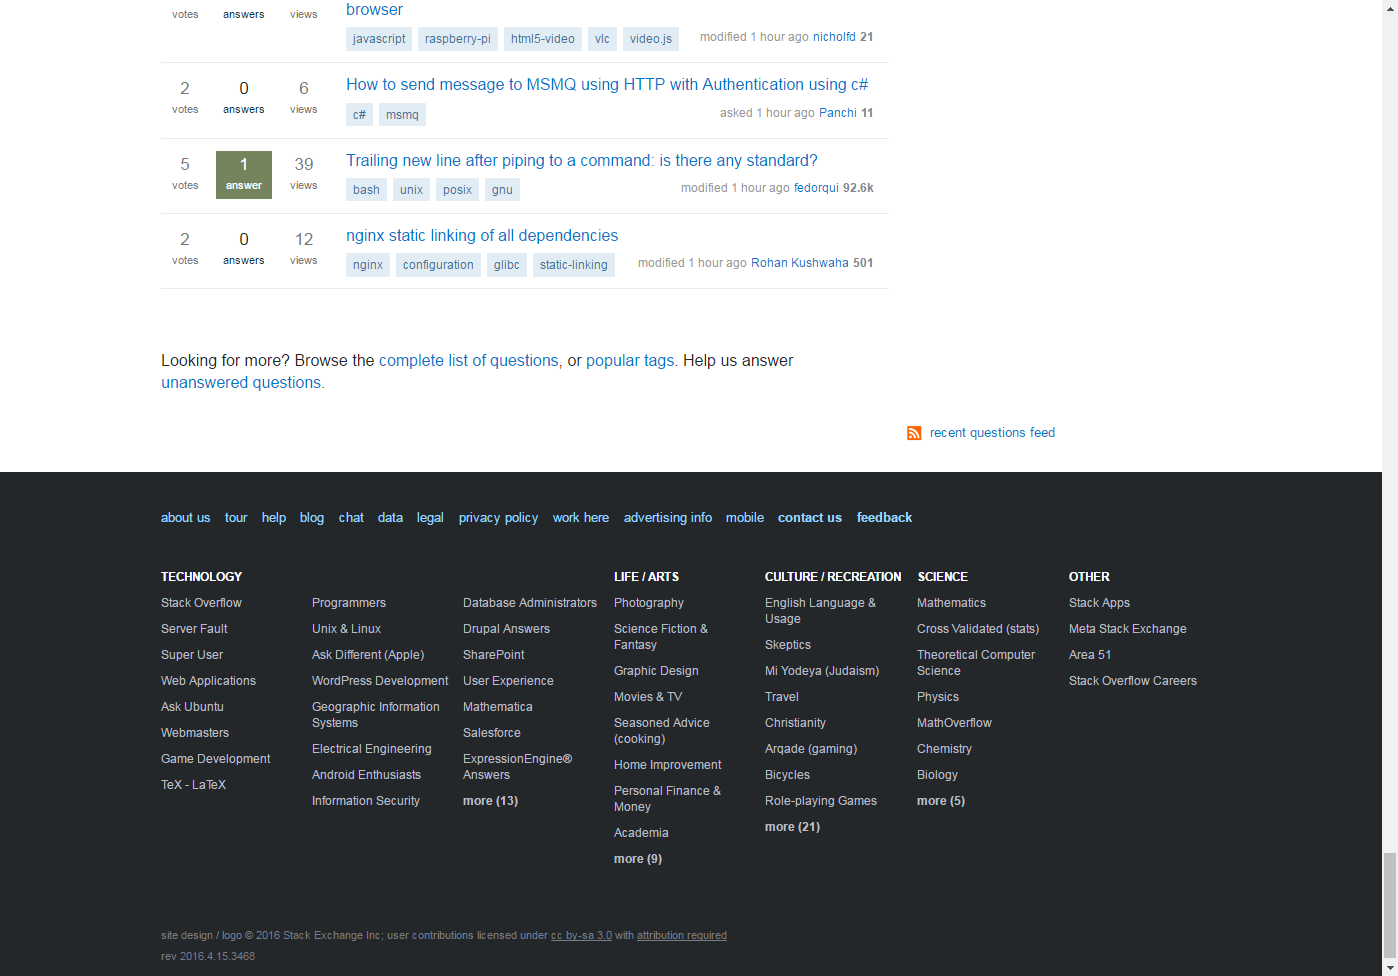 browser
votes answers views
javascript raspberry-pi html5-video vlc video.js modified 1 hour ago nicholfd 21
2 0 6 How to send message to MSMQ using HTTP with Authentication using c#
votes answers views
c# msmq asked 1 hour ago Panchi 11
5 1 39 Trailing new line after piping to a command: is there any standard?
votes answer views
bash unix posix gnu modified 1 hour ago fedorqui 92.6k
2 0 12 nginx static linking of all dependencies
votes answers views
nginx configuration glibc static-linking modified 1 hour ago Rohan Kushwaha 501
Looking for more? Browse the complete list of questions, or popular tags. Help us answer
unanswered questions.
recent questions feed
about us tour help blog chat data legal privacy policy work here advertising info mobile contact us feedback
TECHNOLOGY
Stack Overflow
Server Fault
Super User
Web Applications
Ask Ubuntu
Webmasters
Game Development
TeX - LaTeX
Programmers
Unix & Linux
Ask Different (Apple)
WordPress Development
Geographic Information
Systems
Electrical Engineering
Android Enthusiasts
Information Security
Database Administrators
Drupal Answers
SharePoint
User Experience
Mathematica
Salesforce
ExpressionEngine®
Answers
more (13)
LIFE / ARTS
Photography
Science Fiction &
Fantasy
Graphic Design
Movies & TV
Seasoned Advice
(cooking)
Home Improvement
Personal Finance &
Money
Academia
more (9)
CULTURE / RECREATION
English Language &
Usage
Skeptics
Mi Yodeya (Judaism)
Travel
Christianity
Arqade (gaming)
Bicycles
Role-playing Games
more (21)
SCIENCE
Mathematics
Cross Validated (stats)
Theoretical Computer
Science
Physics
MathOverflow
Chemistry
Biology
more (5)
OTHER
Stack Apps
Meta Stack Exchange
Area 51
Stack Overflow Careers
site design / logo © 2016 Stack Exchange Inc; user contributions licensed under cc by-sa 3.0 with attribution required
rev 2016.4.15.3468